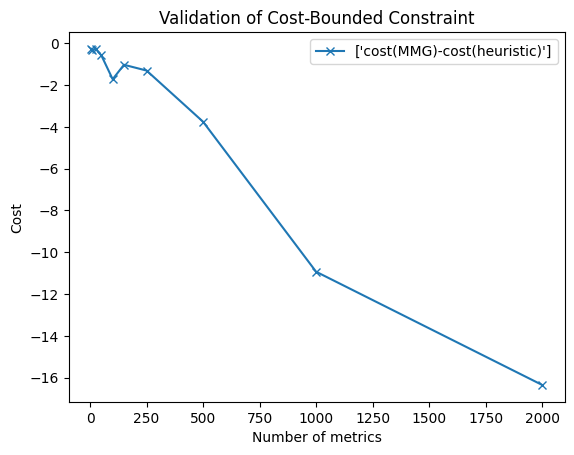 Validation of Cost-Bounded Constraint
['cost(MMG)-cost(heuristic)']
Cost
0
−2
−4
−6
−8
−10
−12
−14
−16
0 250 500 750 1000 1250 1500 1750 2000
Number of metrics